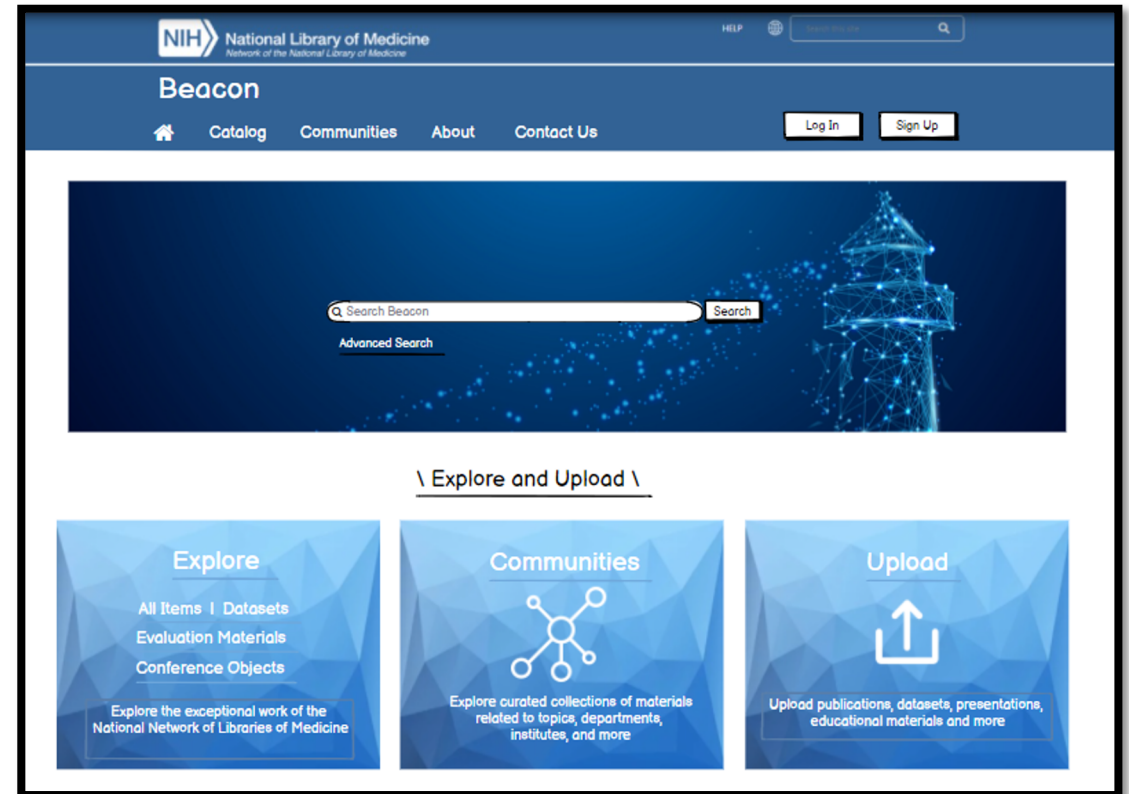 NIH National Library of Medicine
Network of the National Library of Medicine
HELP
Search this site
Beacon
Catalog Communities About Contact Us
Log In Sign Up
Search Beacon
Search
Advanced Search
\ Explore and Upload \
Explore
All Items | Datasets
Evaluation Materials
Conference Objects
Explore the exceptional work of the
National Network of Libraries of Medicine
Communities
Explore curated collections of materials
related to topics, departments,
institutes, and more
Upload
Upload publications, datasets, presentations,
educational materials and more